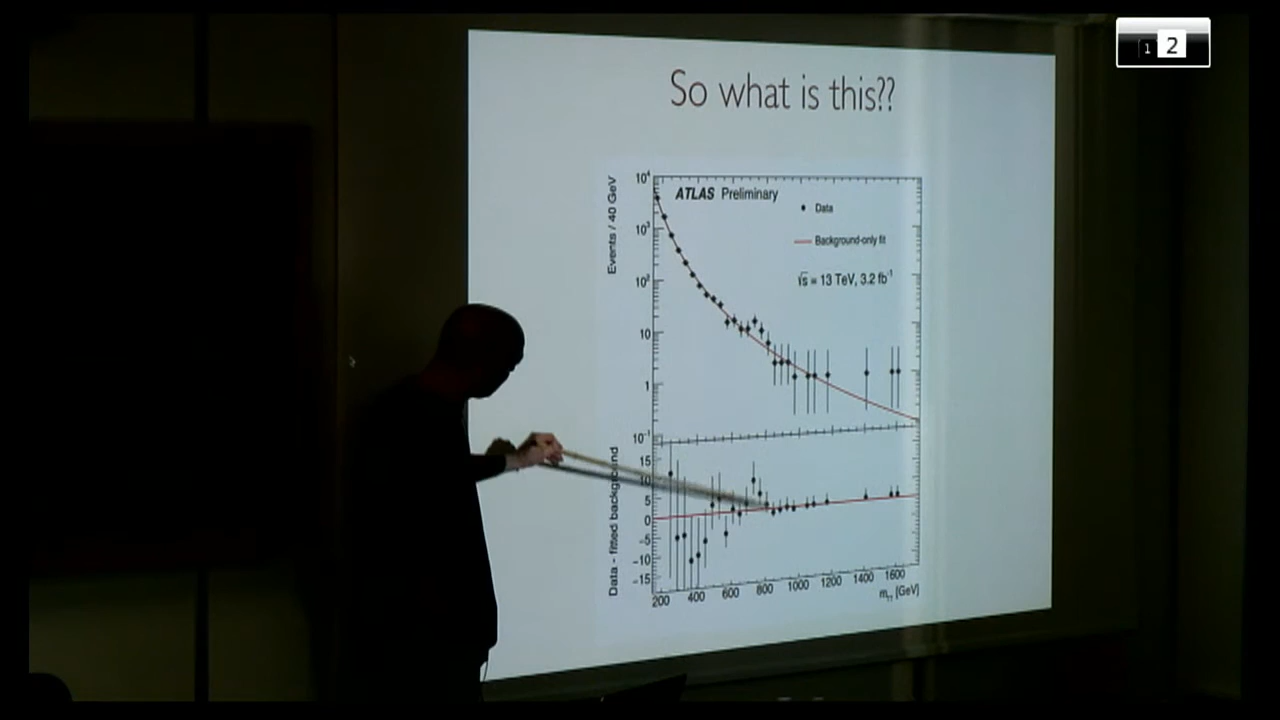 1 2
So what is this??
Events / 40 GeV
10⁴
10³
10²
10
1
10⁻¹
ATLAS Preliminary
Data
Background-only fit
√s = 13 TeV, 3.2 fb⁻¹
Data - fitted background
15
10
5
0
-5
-10
-15
200 400 600 800 1000 1200 1400 1600
[GeV]